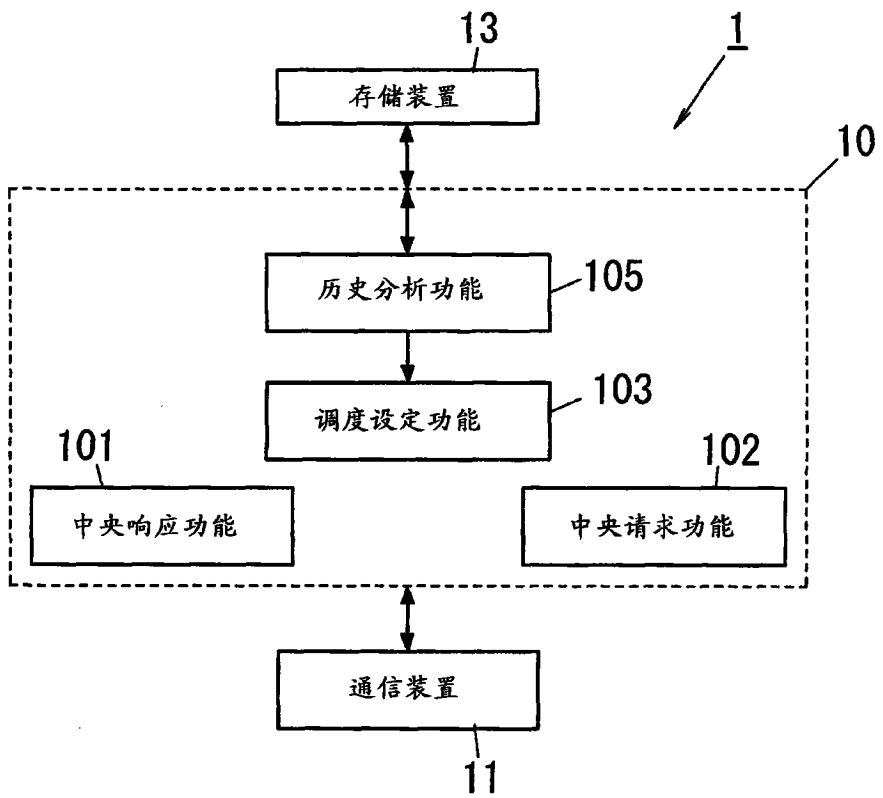 13
1
存储装置
10
历史分析功能
105
调度设定功能
103
101
102
中央响应功能
中央请求功能
通信装置
11